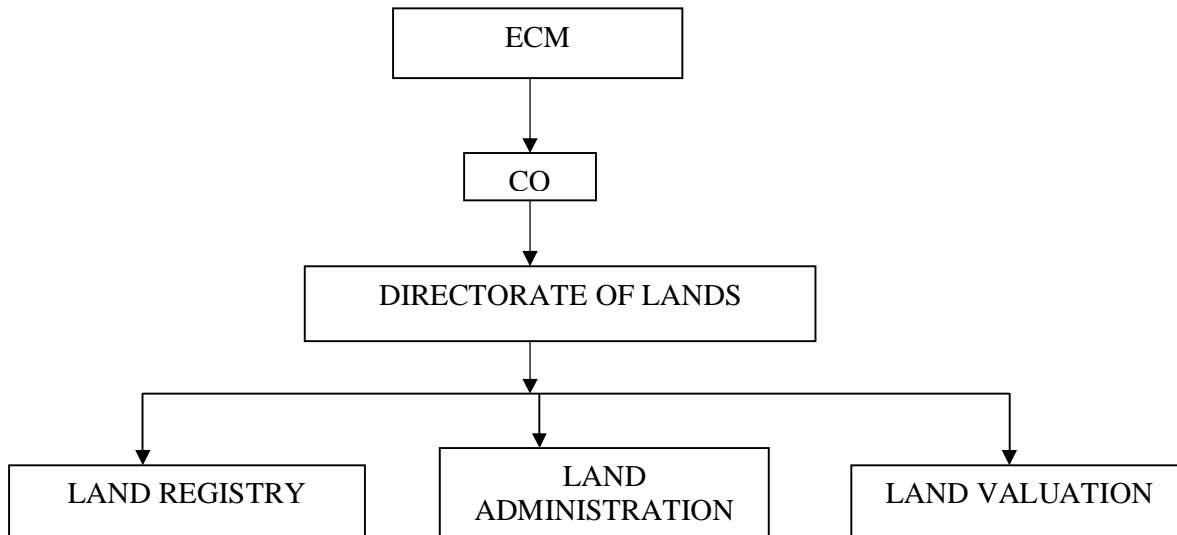 ECM
CO
DIRECTORATE OF LANDS
LAND REGISTRY
LAND
ADMINISTRATION
LAND VALUATION